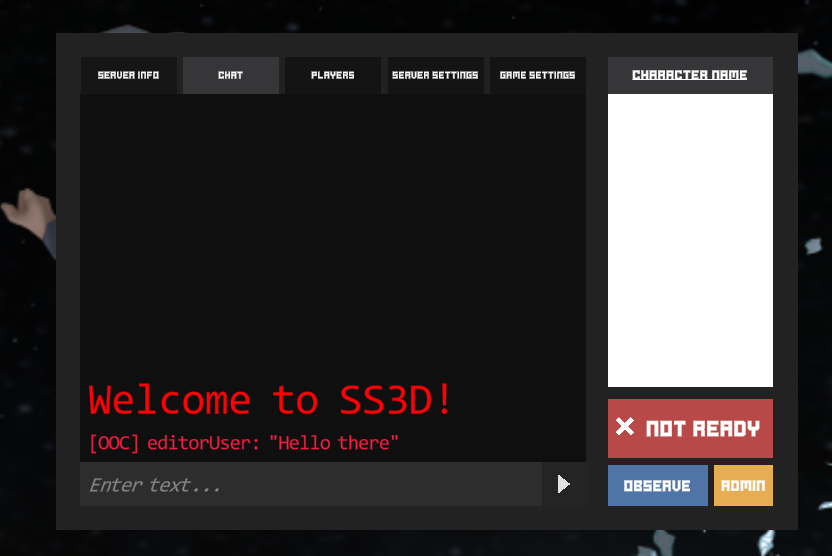 SERVER INFO
CHAT
PLAYERS
SERVER SETTINGS
GAME SETTINGS
CHARACTER NAME
Welcome to SS3D!
[OOC] editorUser: "Hello there"
Enter text...
NOT READY
OBSERVE
ADMIN